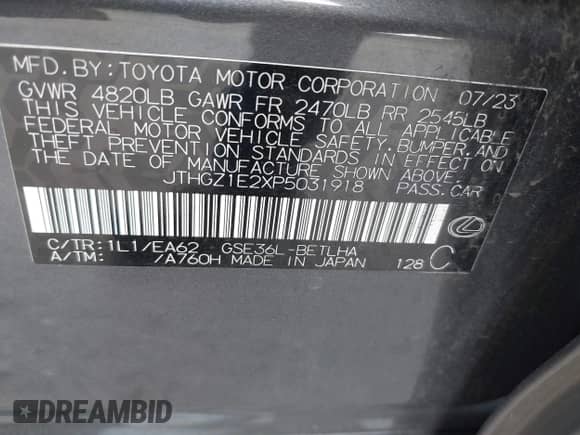 MFD.BY:TOYOTA MOTOR CORPORATION 07/23
GVWR 4820LB GAWR FR 2470LB RR 2545LB
THIS VEHICLE CONFORMS TO ALL APPLICABLE
FEDERAL MOTOR VEHICLE SAFETY,BUMPER,AND
THEFT PREVENTION STANDARDS IN EFFECT ON
THE DATE OF MANUFACTURE SHOWN ABOVE.
JTHGZ1E2XP5031918 PASS.CAR
C/TR:1L1/EA62 GSE36L-BETLHA
A/TM: /A760H MADE IN JAPAN 128 C
DREAMBID